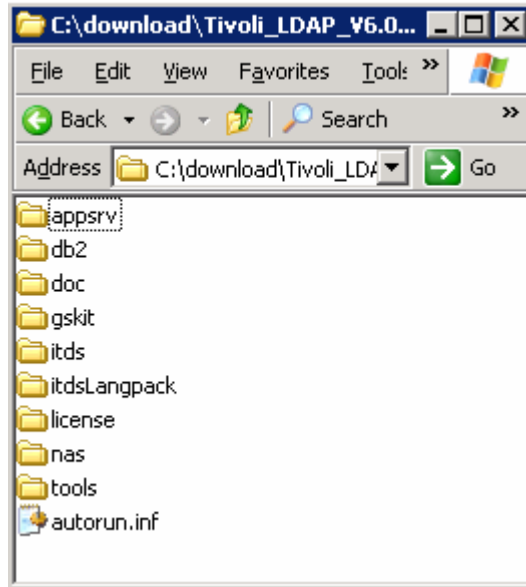 C:\download\Tivoli_LDAP_V6.0...
File Edit View Favorites Tools »
Back Search »
Address C:\download\Tivoli_LDA Go
appsrv
db2
doc
gskit
itds
itdsLangpack
license
nas
tools
autorun.inf